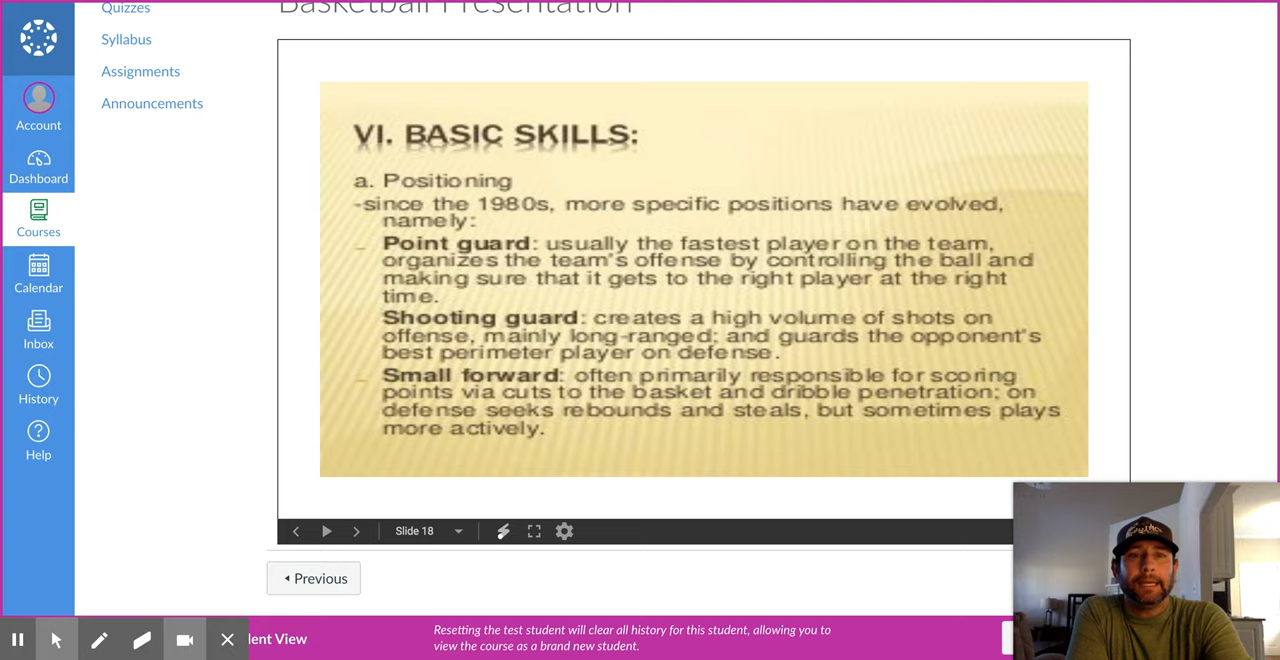 Basketball Presentation
Quizzes
Syllabus
Assignments
Announcements
Account
Dashboard
Courses
Calendar
Inbox
History
Help
VI. BASIC SKILLS:
a. Positioning
-since the 1980s, more specific positions have evolved,
namely:
– Point guard: usually the fastest player on the team,
organizes the team's offense by controlling the ball and
making sure that it gets to the right player at the right
time.
Shooting guard: creates a high volume of shots on
offense, mainly long-ranged; and guards the opponent's
best perimeter player on defense.
– Small forward: often primarily responsible for scoring
points via cuts to the basket and dribble penetration; on
defense seeks rebounds and steals, but sometimes plays
more actively.
Slide 18
Previous
dent View
Resetting the test student will clear all history for this student, allowing you to
view the course as a brand new student.